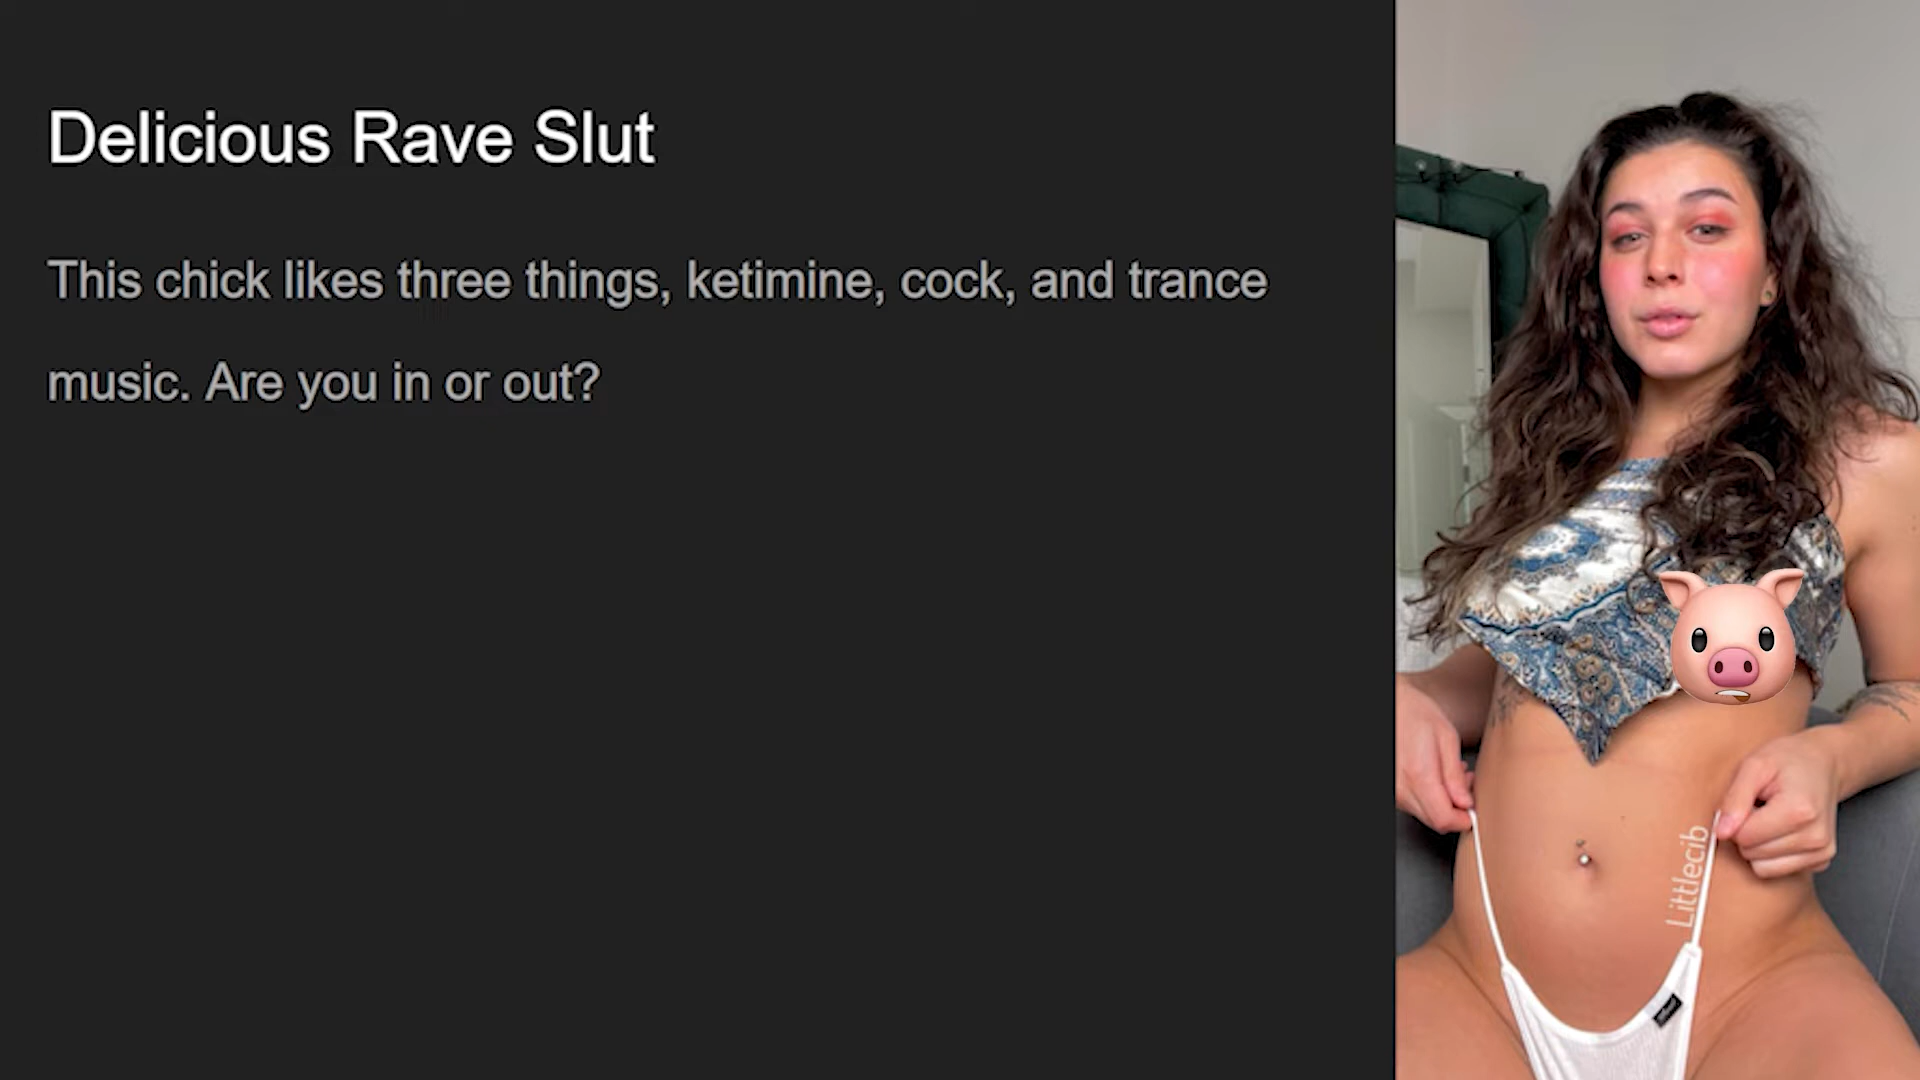 Delicious Rave Slut
This chick likes three things, ketimine, cock, and trance
music. Are you in or out?
Littlecib